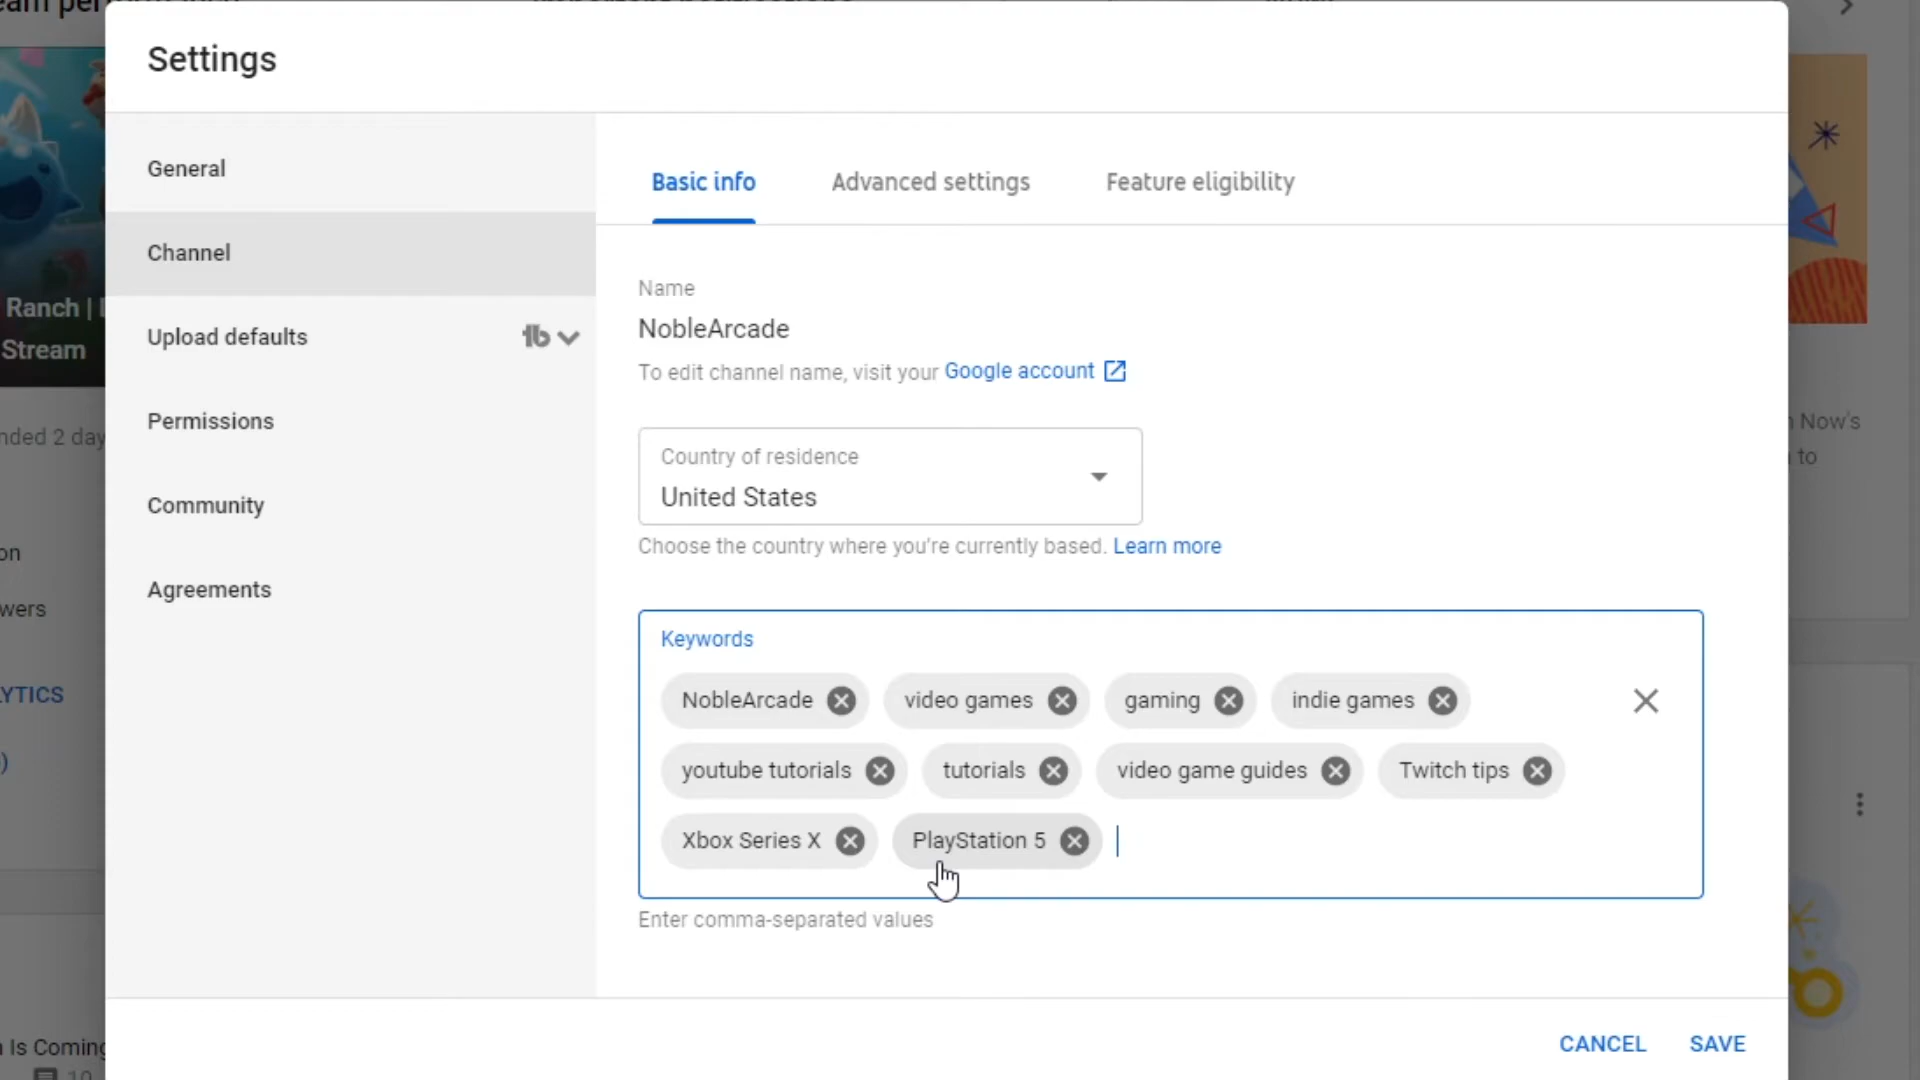 Settings
General
Channel
Upload defaults
Permissions
Community
Agreements
Basic info Advanced settings Feature eligibility
Name
NobleArcade
To edit channel name, visit your Google account
Country of residence
United States
Choose the country where you're currently based. Learn more
Keywords
NobleArcade video games gaming indie games
youtube tutorials tutorials video game guides Twitch tips
Xbox Series X PlayStation 5
Enter comma-separated values
CANCEL SAVE
Ranch |
Stream
nded 2 day
on
wers
YTICS
Is Coming
10
Now's
to